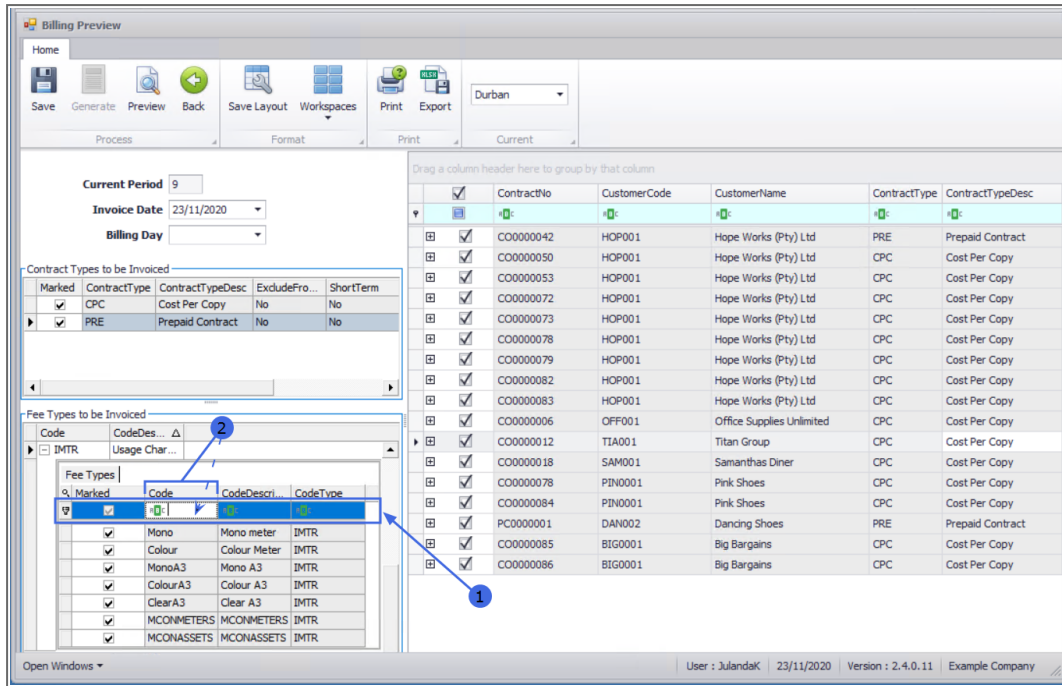 Billing Preview
Home
Save Generate Preview Back Save Layout Workspaces Print Export Durban
Process Format Print Current
Current Period 9
Invoice Date 23/11/2020
Billing Day
Contract Types to be Invoiced
Marked ContractType ContractTypeDesc ExcludeFro... ShortTerm
CPC Cost Per Copy No No
PRE Prepaid Contract No No
Fee Types to be Invoiced
Code CodeDes...
IMTR Usage Char...
Fee Types
Marked Code CodeDescri... CodeType
Mono Mono meter IMTR
Colour Colour Meter IMTR
MonoA3 Mono A3 IMTR
ColourA3 Colour A3 IMTR
ClearA3 Clear A3 IMTR
MCONMETERS MCONMETERS IMTR
MCONASSETS MCONASSETS IMTR
2
1
Drag a column header here to group by that column
ContractNo CustomerCode CustomerName ContractType ContractTypeDesc
CO0000042 HOP001 Hope Works (Pty) Ltd PRE Prepaid Contract
CO0000050 HOP001 Hope Works (Pty) Ltd CPC Cost Per Copy
CO0000053 HOP001 Hope Works (Pty) Ltd CPC Cost Per Copy
CO0000072 HOP001 Hope Works (Pty) Ltd CPC Cost Per Copy
CO0000073 HOP001 Hope Works (Pty) Ltd CPC Cost Per Copy
CO0000078 HOP001 Hope Works (Pty) Ltd CPC Cost Per Copy
CO0000079 HOP001 Hope Works (Pty) Ltd CPC Cost Per Copy
CO0000082 HOP001 Hope Works (Pty) Ltd CPC Cost Per Copy
CO0000083 HOP001 Hope Works (Pty) Ltd CPC Cost Per Copy
CO0000006 OFF001 Office Supplies Unlimited CPC Cost Per Copy
CO0000012 TIA001 Titan Group CPC Cost Per Copy
CO0000018 SAM001 Samanthas Diner CPC Cost Per Copy
CO0000078 PIN0001 Pink Shoes CPC Cost Per Copy
CO0000084 PIN0001 Pink Shoes CPC Cost Per Copy
PC0000001 DAN002 Dancing Shoes PRE Prepaid Contract
CO0000085 BIG0001 Big Bargains CPC Cost Per Copy
CO0000086 BIG0001 Big Bargains CPC Cost Per Copy
Open Windows User : JulandaK 23/11/2020 Version : 2.4.0.11 Example Company